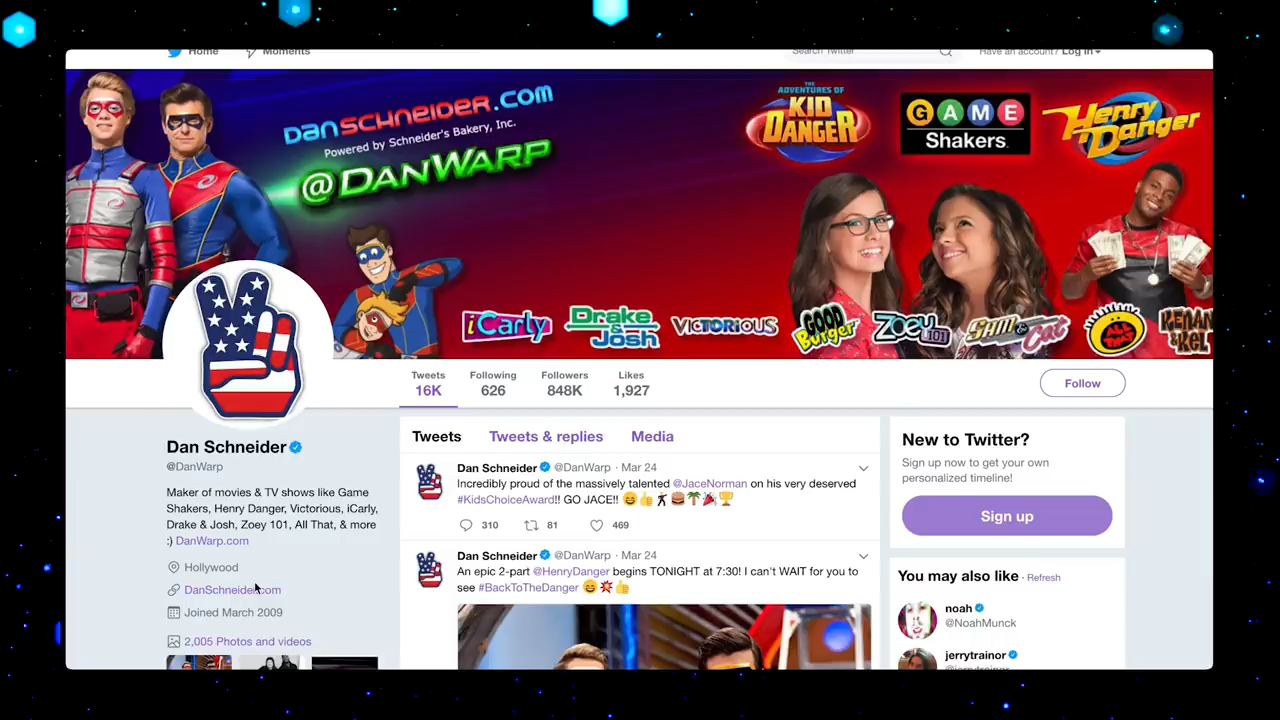 Home
Moments
Search Twitter
Have an account? Log in
DANSCHNEIDER.COM
Powered by Schneider's Bakery, Inc.
@DANWARP
THE ADVENTURES OF KID DANGER
GAME Shakers
Henry Danger
iCarly
Drake & Josh
VICTORiOUS
GOOD Burger
Zoey 101
SAM & CAT
ALL THAT
KENAN & KEL
Tweets
16K
Following
626
Followers
848K
Likes
1,927
Follow
Dan Schneider
@DanWarp
Maker of movies & TV shows like Game
Shakers, Henry Danger, Victorious, iCarly,
Drake & Josh, Zoey 101, All That, & more
:) DanWarp.com
Hollywood
DanSchneider.com
Joined March 2009
2,005 Photos and videos
Tweets
Tweets & replies
Media
Dan Schneider @DanWarp · Mar 24
Incredibly proud of the massively talented @JaceNorman on his very deserved
#KidsChoiceAward!! GO JACE!! 😄👍🕺🍔🌴🎉🏆
310
81
469
Dan Schneider @DanWarp · Mar 24
An epic 2-part @HenryDanger begins TONIGHT at 7:30! I can't WAIT for you to
see #BackToTheDanger 😄💥👍
New to Twitter?
Sign up now to get your own
personalized timeline!
Sign up
You may also like · Refresh
noah
@NoahMunck
jerrytrainor
@jerrytrainor